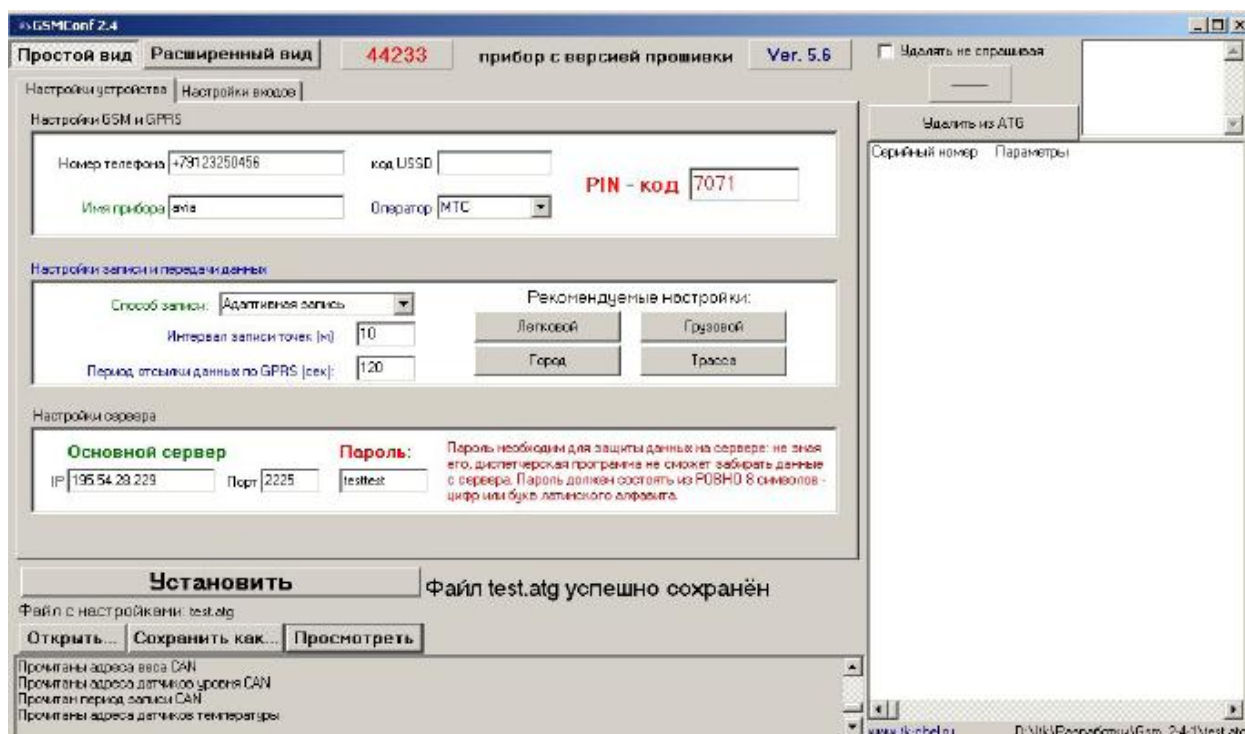 GSMConf 2.4
Простой вид Расширенный вид 44233 прибор с версией прошивки Ver. 5.6 Удалять не спрашивая
Удалить из ATG
Серийный номер Параметры
Настройки устройства Настройки входов
Настройки GSM и GPRS
Номер телефона +79123250456 код USSD
PIN - код 7071
Имя прибора avia Оператор МТС
Настройки записи и передачи данных
Способ записи: Адаптивная запись Рекомендуемые настройки:
Интервал записи точек (м) 10 Легковой Грузовой
Период отсылки данных по GPRS (сек): 120 Город Трасса
Настройки сервера
Основной сервер Пароль:
IP 195.54.28.229 Порт 2225 testtest
Пароль необходим для защиты данных на сервере: не зная
его, диспетчерская программа не сможет забирать данные
с сервера. Пароль должен состоять из РОВНО 8 символов -
цифр или букв латинского алфавита.
Установить Файл test.atg успешно сохранён
Файл с настройками: test.atg
Открыть... Сохранить как... Просмотреть
Прочитаны адреса веса CAN
Прочитаны адреса датчиков уровня CAN
Прочитан период записи CAN
Прочитаны адреса датчиков температуры
D:\itk\Разработки\Gsm_2-4-1\test.atg